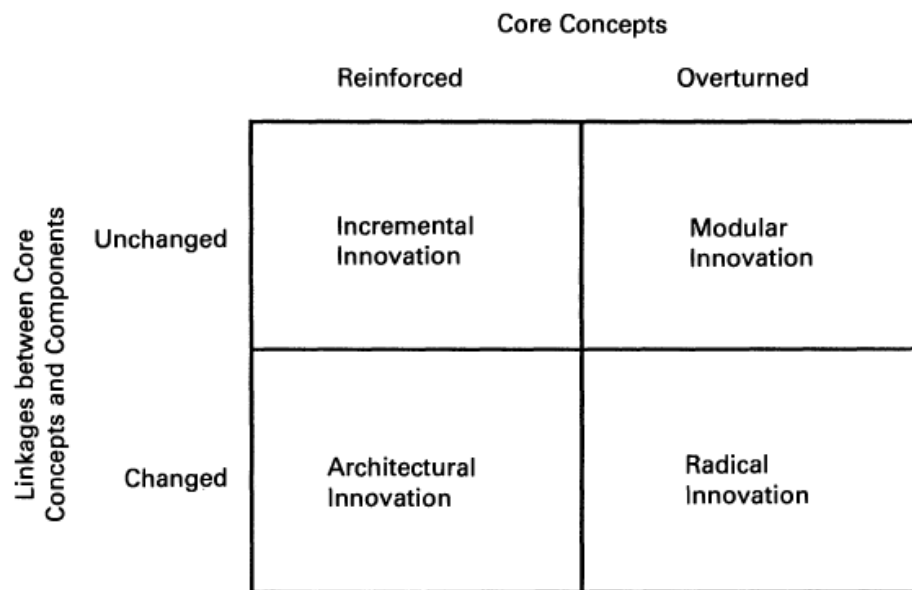 Core Concepts
Reinforced Overturned
Linkages between Core
Concepts and Components
Unchanged
Incremental
Innovation
Modular
Innovation
Changed
Architectural
Innovation
Radical
Innovation